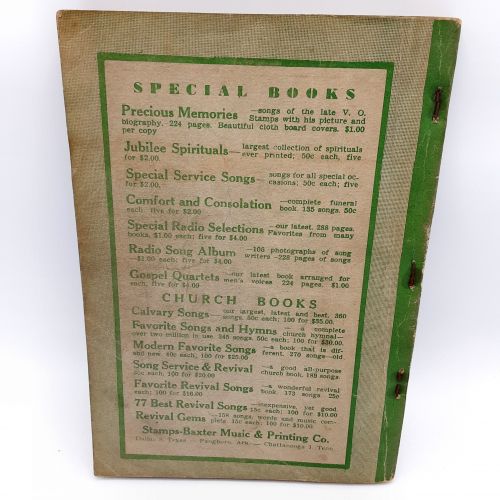 SPECIAL BOOKS
Precious Memories —songs of the late V. O.
Stamps with his picture and
biography. 224 pages. Beautiful cloth board covers. $1.00
per copy
Jubilee Spirituals— largest collection of spirituals
ever printed; 50c each, five
for $2.00.
Special Service Songs— songs for all special oc-
casions; 50c each; five
for $2.00.
Comfort and Consolation —complete funeral
book. 135 songs. 50c
each, five for $2.00
Special Radio Selections —our latest, 288 pages.
Favorites from many
books. $1.00 each; five for $4.00
Radio Song Album —106 photographs of song
writers -228 pages of songs
—$1.00 each; five for $4.00
Gospel Quartets —our latest book arranged for
men's voices 224 pages. $1.00
each; five for $4.00
CHURCH BOOKS
Calvary Songs— our largest, latest and best, 360
songs. 50c each; 100 for $35.00.
Favorite Songs and Hymns —a complete
church hymnal—
over two million in use. 345 songs, 50c each; 100 for $30.00.
Modern Favorite Songs —a book that is dif-
ferent. 270 songs—old
and new. 40c each, 100 for $25.00
Song Service & Revival —a good all-purpose
church book, songs
each, 100 for $20.00
Favorite Revival Songs —a wonderful revival
book. 173 songs 25c
each, 100 for
77 Best Revival Songs —inexpensive, yet good
15c each; 100 for $10.00
Revival Gems —158 songs, words and music com-
plete. 15c each; 100 for $10.00.
Stamps-Baxter Music & Printing Co.
Dallas, Texas — Pangburn, Ark. — Chattanooga Tenn.